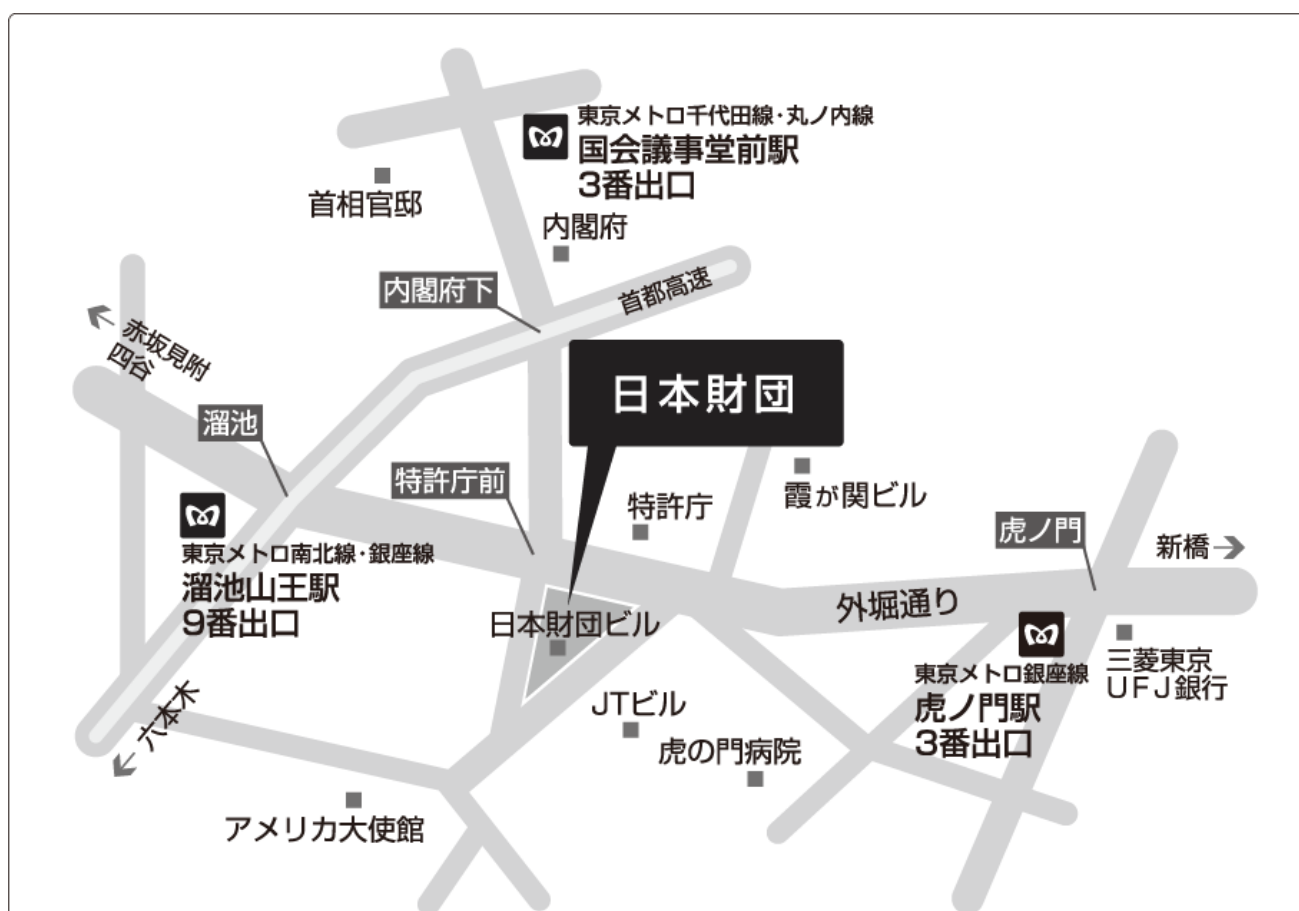 東京メトロ千代田線・丸ノ内線
国会議事堂前駅
3番出口
首相官邸
内閣府
内閣府下
首都高速
赤坂見附
四谷
日本財団
溜池
特許庁前
特許庁
霞が関ビル
虎ノ門
新橋
東京メトロ南北線・銀座線
溜池山王駅
9番出口
外堀通り
日本財団ビル
三菱東京
UFJ銀行
東京メトロ銀座線
虎ノ門駅
3番出口
JTビル
虎の門病院
六本木
アメリカ大使館